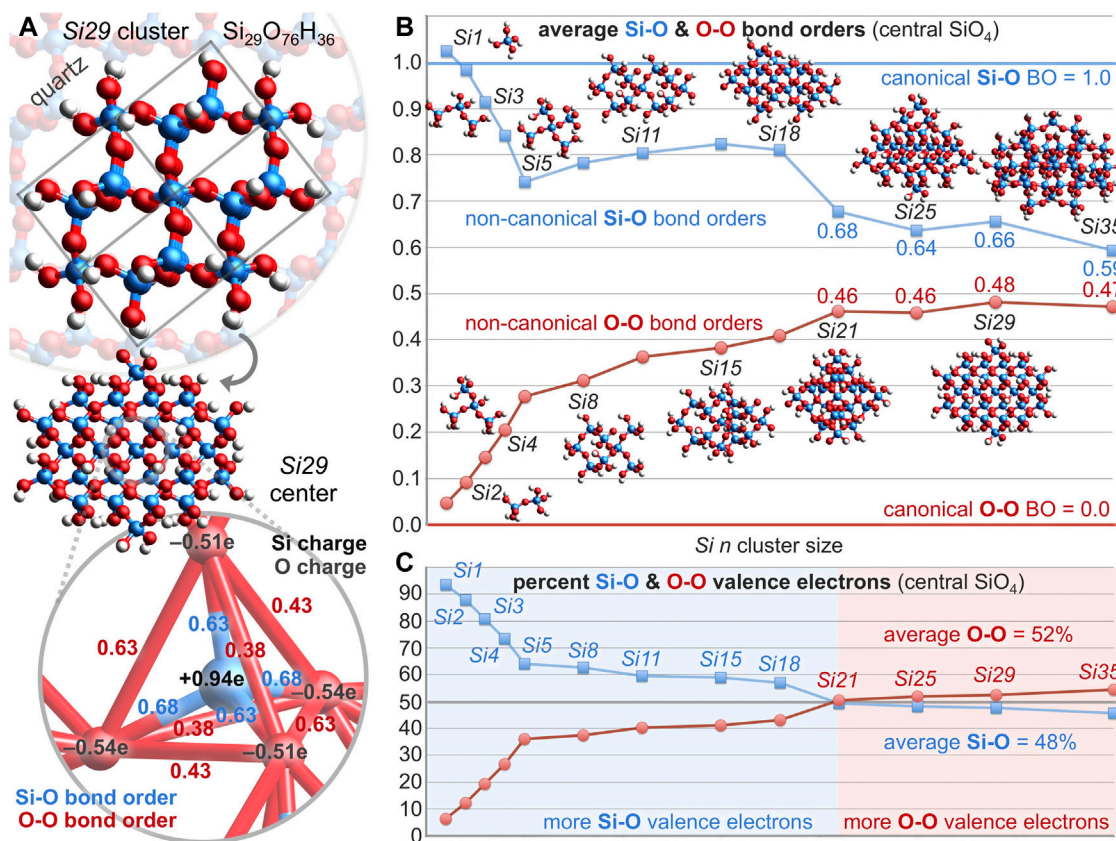 A
Si29 cluster Si₂₉O₇₆H₃₆
quartz
Si29
center
Si charge
O charge
–0.51e
0.43
0.63
0.63
0.38
+0.94e
0.68
–0.54e
0.68
0.63
0.63
0.38
–0.54e
–0.51e
0.43
Si-O bond order
O-O bond order
B
average Si-O & O-O bond orders (central SiO₄)
1.0
0.9
0.8
0.7
0.6
0.5
0.4
0.3
0.2
0.1
0.0
canonical Si-O BO = 1.0
Si1
Si3
Si5
Si11
Si18
Si25
Si35
non-canonical Si-O bond orders
0.68
0.64
0.66
0.59
0.46
0.46
0.48
0.47
non-canonical O-O bond orders
Si21
Si29
Si15
Si8
Si4
Si2
canonical O-O BO = 0.0
Si n cluster size
C
percent Si-O & O-O valence electrons (central SiO₄)
90
80
70
60
50
40
30
20
10
0
Si1
Si2
Si3
Si4
Si5
Si8
Si11
Si15
Si18
Si21
Si25
Si29
Si35
average O-O = 52%
average Si-O = 48%
more Si-O valence electrons
more O-O valence electrons